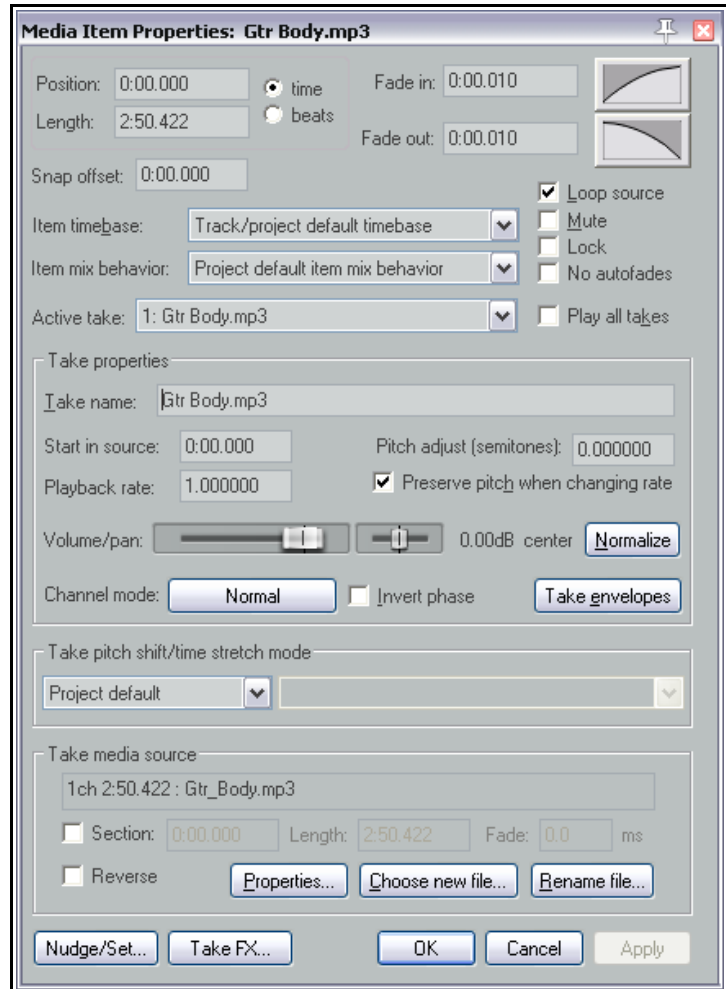 Media Item Properties: Gtr Body.mp3
Position: 0:00.000 time Fade in: 0:00.010
Length: 2:50.422 beats
Fade out: 0:00.010
Snap offset: 0:00.000
Loop source
Item timebase: Track/project default timebase Mute
Lock
Item mix behavior: Project default item mix behavior No autofades
Active take: 1: Gtr Body.mp3 Play all takes
Take properties
Take name: Gtr Body.mp3
Start in source: 0:00.000 Pitch adjust (semitones): 0.000000
Playback rate: 1.000000 Preserve pitch when changing rate
Volume/pan: 0.00dB center Normalize
Channel mode: Normal Invert phase Take envelopes
Take pitch shift/time stretch mode
Project default
Take media source
1ch 2:50.422 : Gtr_Body.mp3
Section: 0:00.000 Length: 2:50.422 Fade: 0.0 ms
Reverse Properties... Choose new file... Rename file...
Nudge/Set... Take FX... OK Cancel Apply